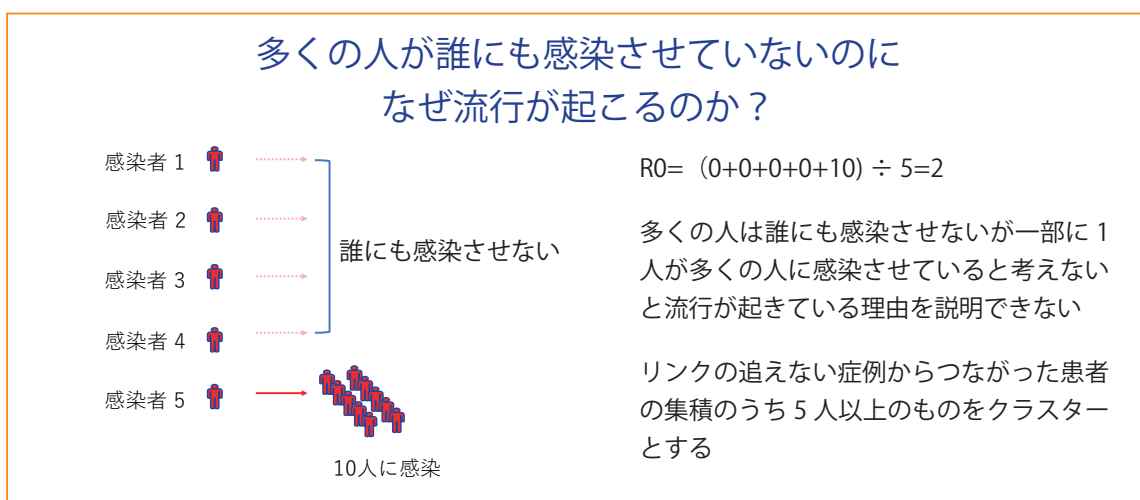 多くの人が誰にも感染させていないのに
なぜ流行が起こるのか？
感染者 1
感染者 2
感染者 3
感染者 4
感染者 5
誰にも感染させない
10人に感染
R0=（0+0+0+0+10）÷ 5=2
多くの人は誰にも感染させないが一部に 1
人が多くの人に感染させていると考えない
と流行が起きている理由を説明できない
リンクの追えない症例からつながった患者
の集積のうち 5 人以上のものをクラスター
とする